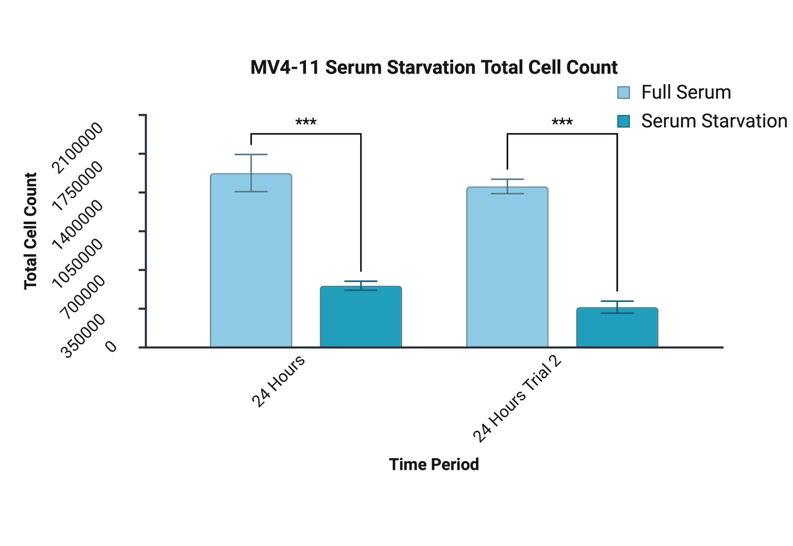 MV4-11 Serum Starvation Total Cell Count
Full Serum
Serum Starvation
***
***
Total Cell Count
2100000
1750000
1400000
1050000
700000
350000
0
24 Hours
24 Hours Trial 2
Time Period